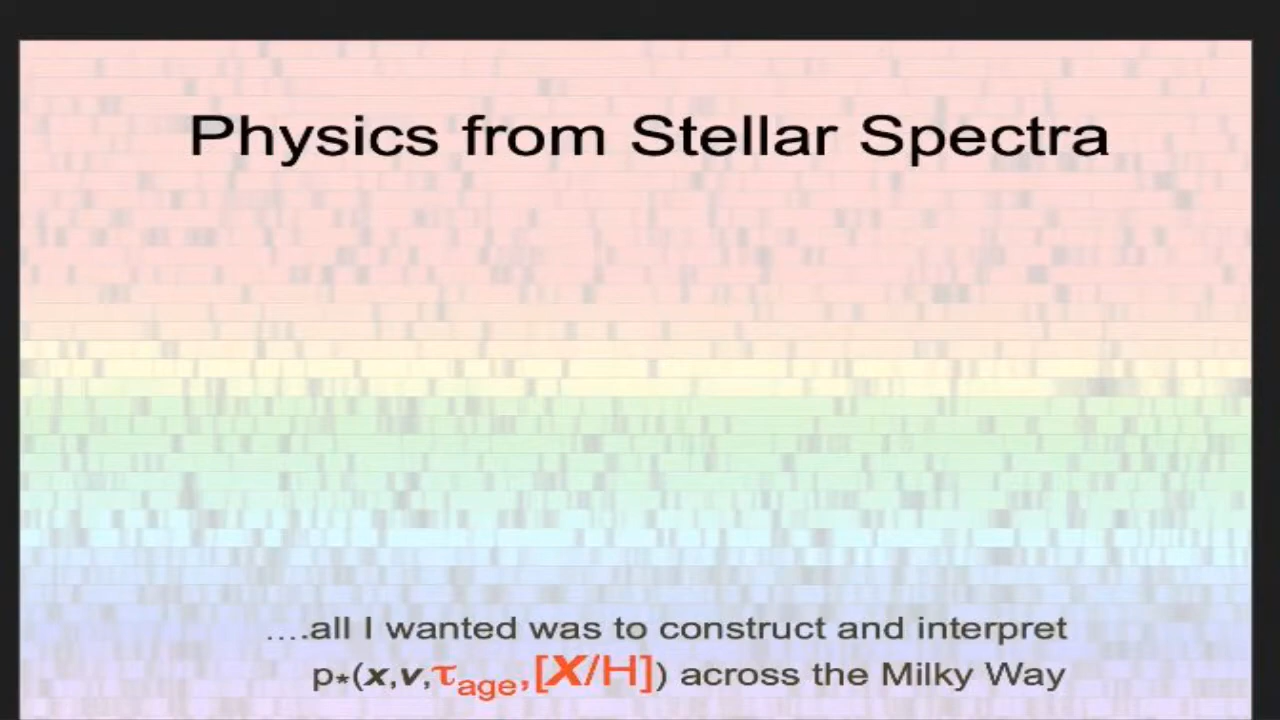 Physics from Stellar Spectra
....all I wanted was to construct and interpret
p*(x,v,τage,[X/H]) across the Milky Way